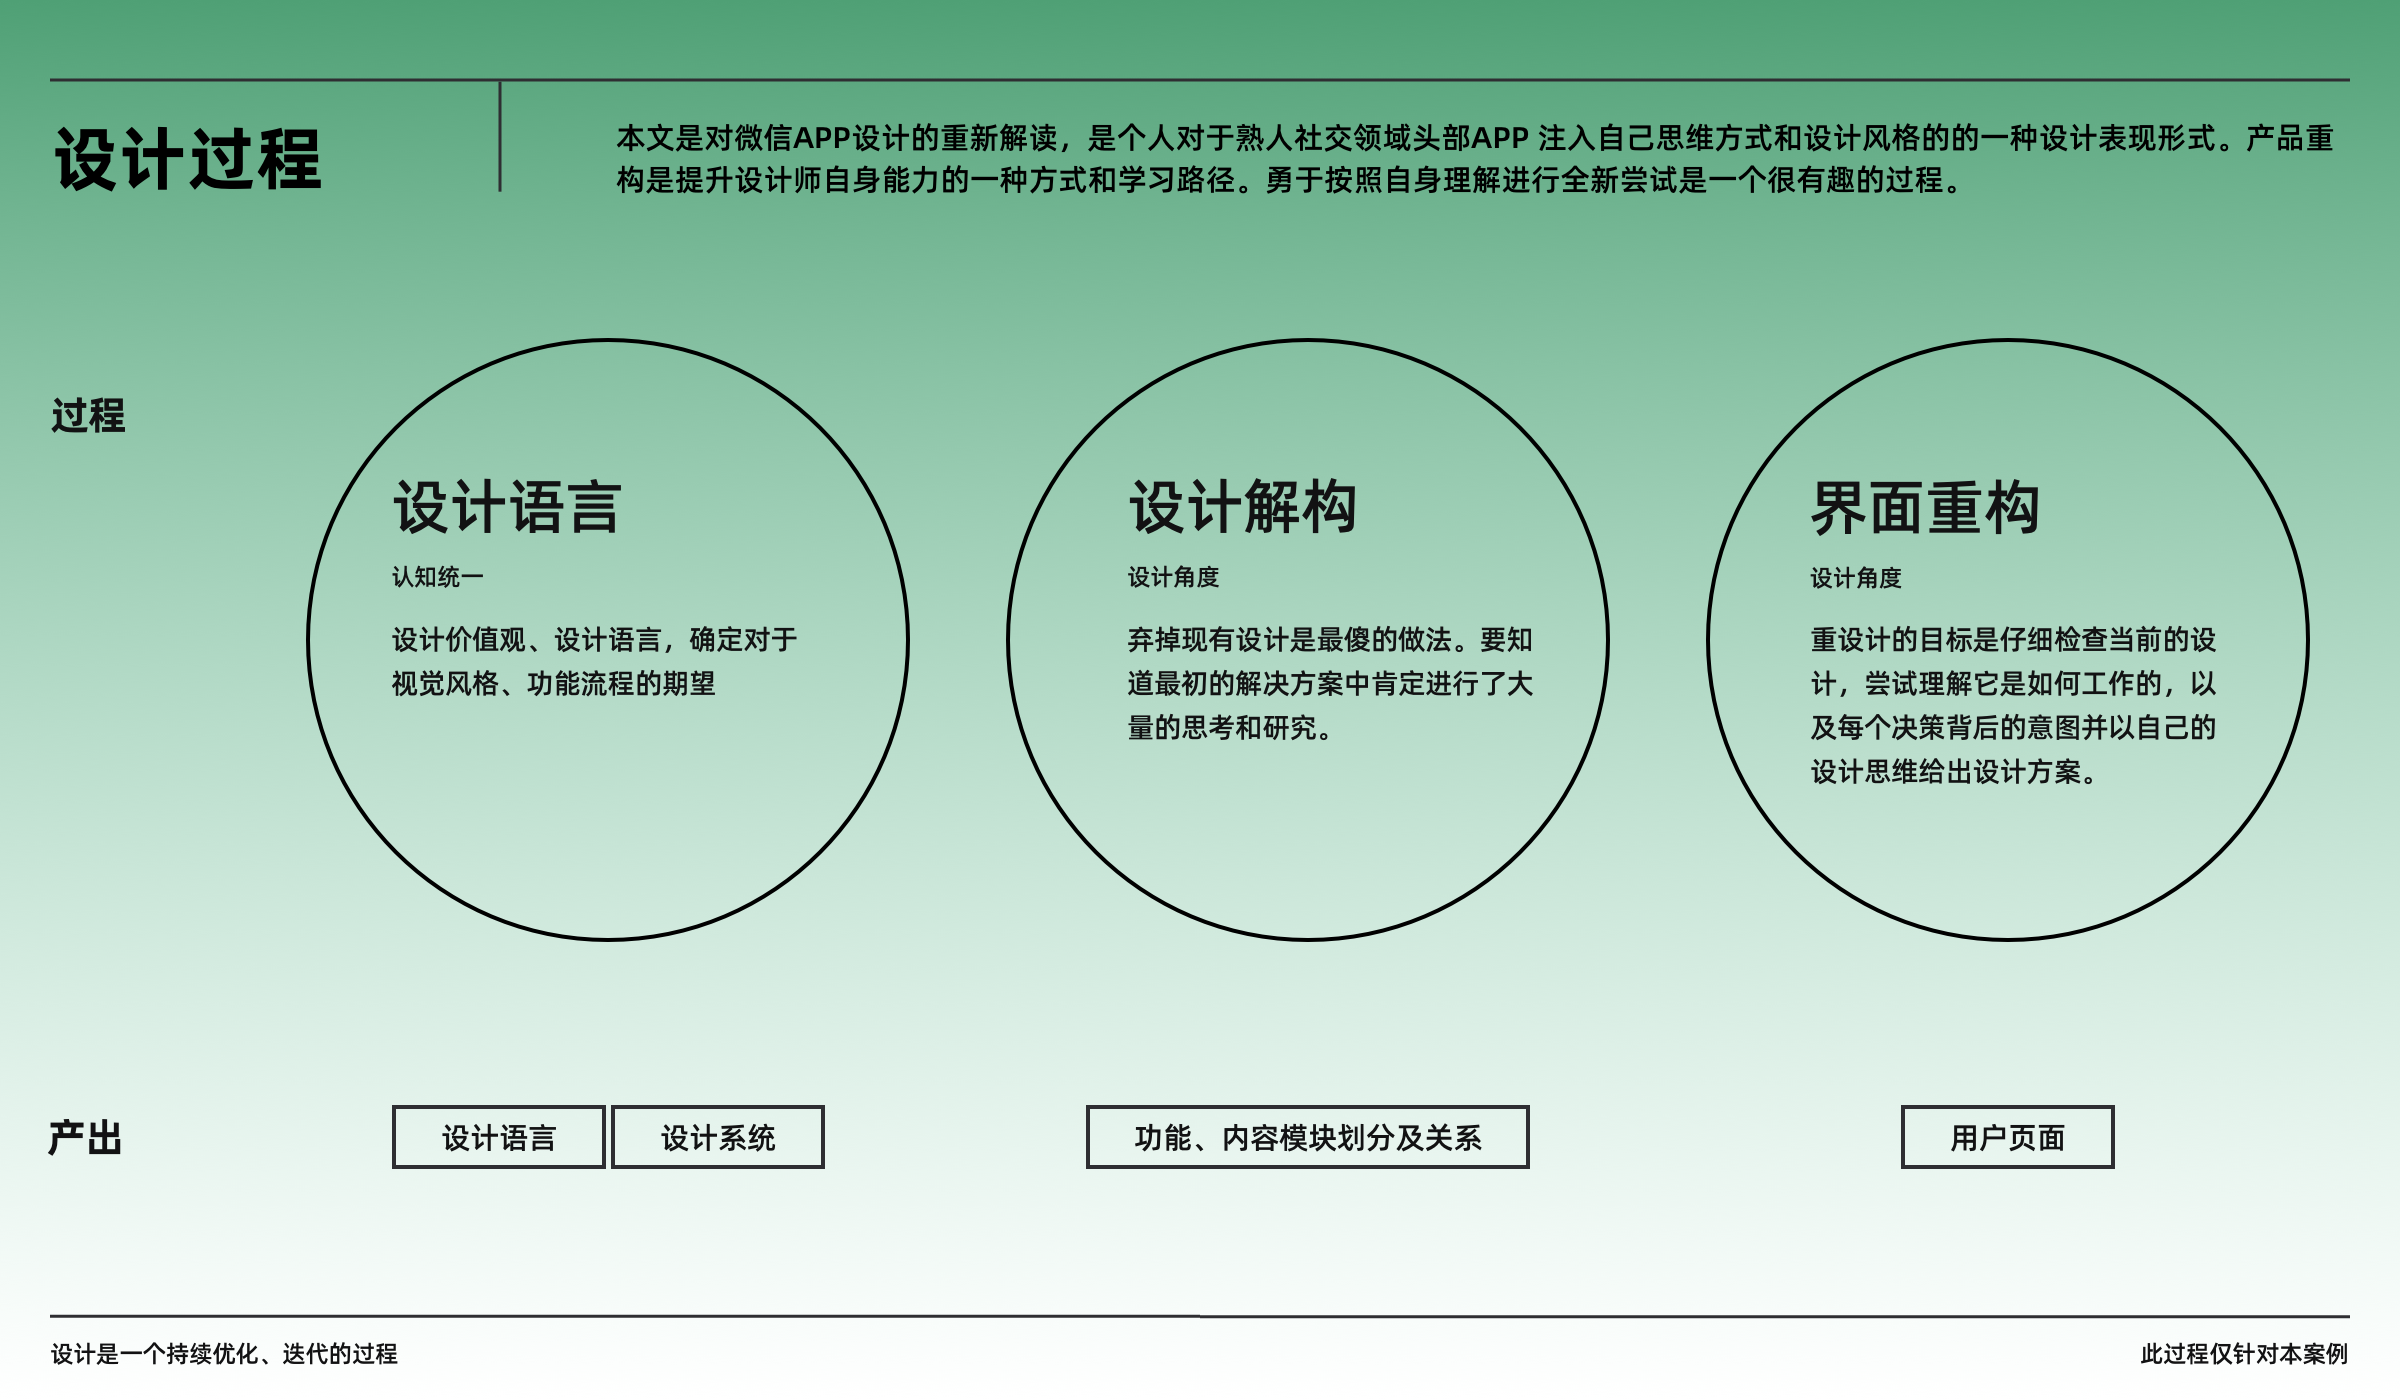 设计过程
本文是对微信APP设计的重新解读，是个人对于熟人社交领域头部APP 注入自己思维方式和设计风格的的一种设计表现形式。产品重
构是提升设计师自身能力的一种方式和学习路径。勇于按照自身理解进行全新尝试是一个很有趣的过程。
过程
设计语言
认知统一
设计价值观、设计语言，确定对于
视觉风格、功能流程的期望
设计解构
设计角度
弃掉现有设计是最傻的做法。要知
道最初的解决方案中肯定进行了大
量的思考和研究。
界面重构
设计角度
重设计的目标是仔细检查当前的设
计，尝试理解它是如何工作的，以
及每个决策背后的意图并以自己的
设计思维给出设计方案。
产出
设计语言
设计系统
功能、内容模块划分及关系
用户页面
设计是一个持续优化、迭代的过程
此过程仅针对本案例